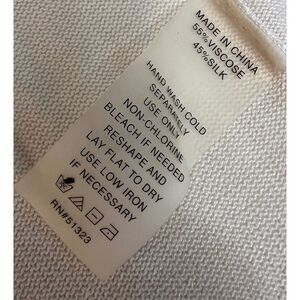 MADE IN CHINA
55%VISCOSE
45%SILK
HAND WASH COLD
SEPARATELY
USE ONLY
NON-CHLORINE
BLEACH IF NEEDED
RESHAPE AND
LAY FLAT TO DRY
USE LOW IRON
IF NECESSARY
RN#51323